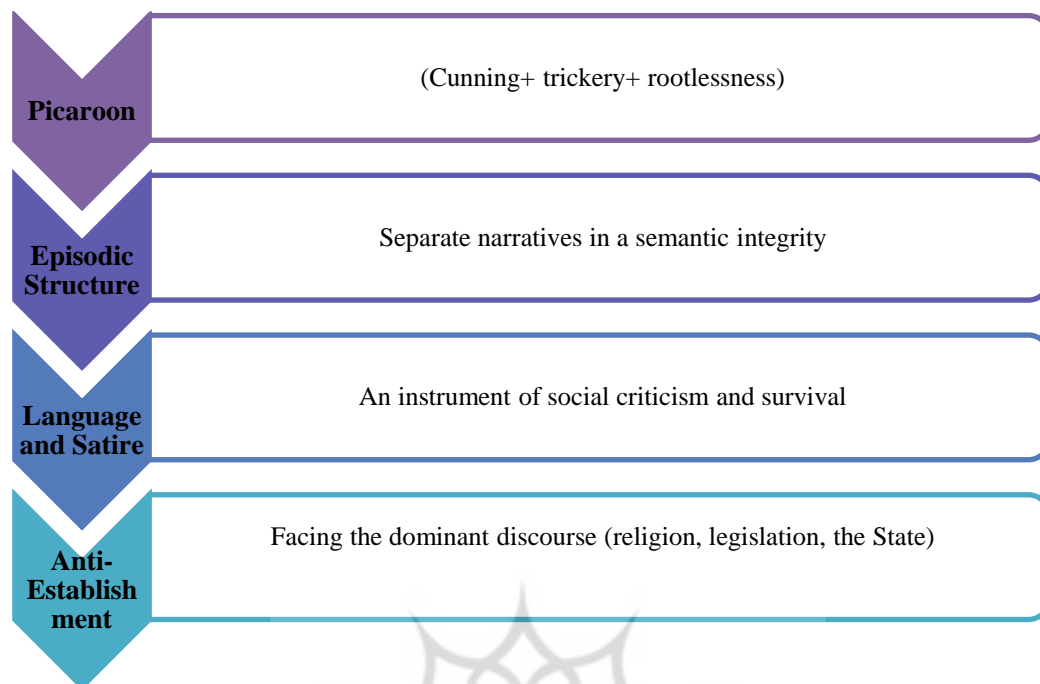 Picaroon
(Cunning+ trickery+ rootlessness)
Episodic
Structure
Separate narratives in a semantic integrity
Language
and Satire
An instrument of social criticism and survival
Anti-
Establish
ment
Facing the dominant discourse (religion, legislation, the State)